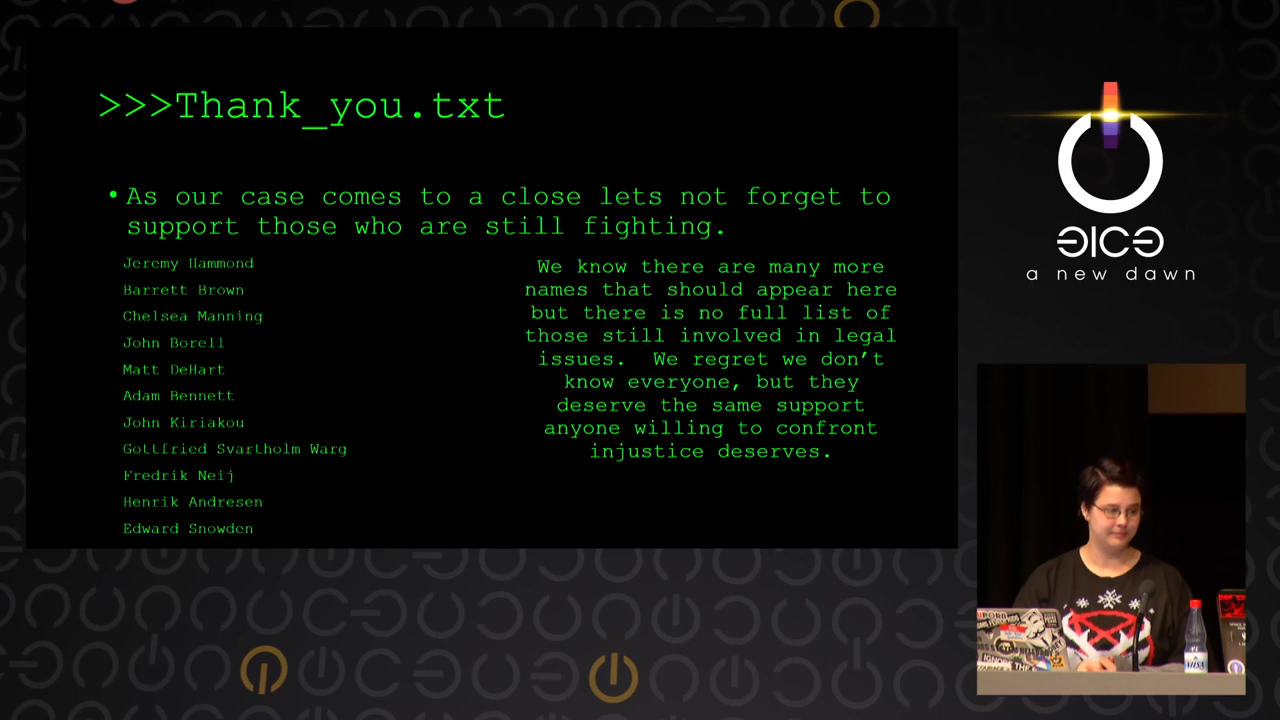 >>>Thank_you.txt
• As our case comes to a close lets not forget to
support those who are still fighting.
Jeremy Hammond
Barrett Brown
Chelsea Manning
John Borell
Matt DeHart
Adam Bennett
John Kiriakou
Gottfried Svartholm Warg
Fredrik Neij
Henrik Andresen
Edward Snowden
We know there are many more
names that should appear here
but there is no full list of
those still involved in legal
issues. We regret we don’t
know everyone, but they
deserve the same support
anyone willing to confront
injustice deserves.
a new dawn